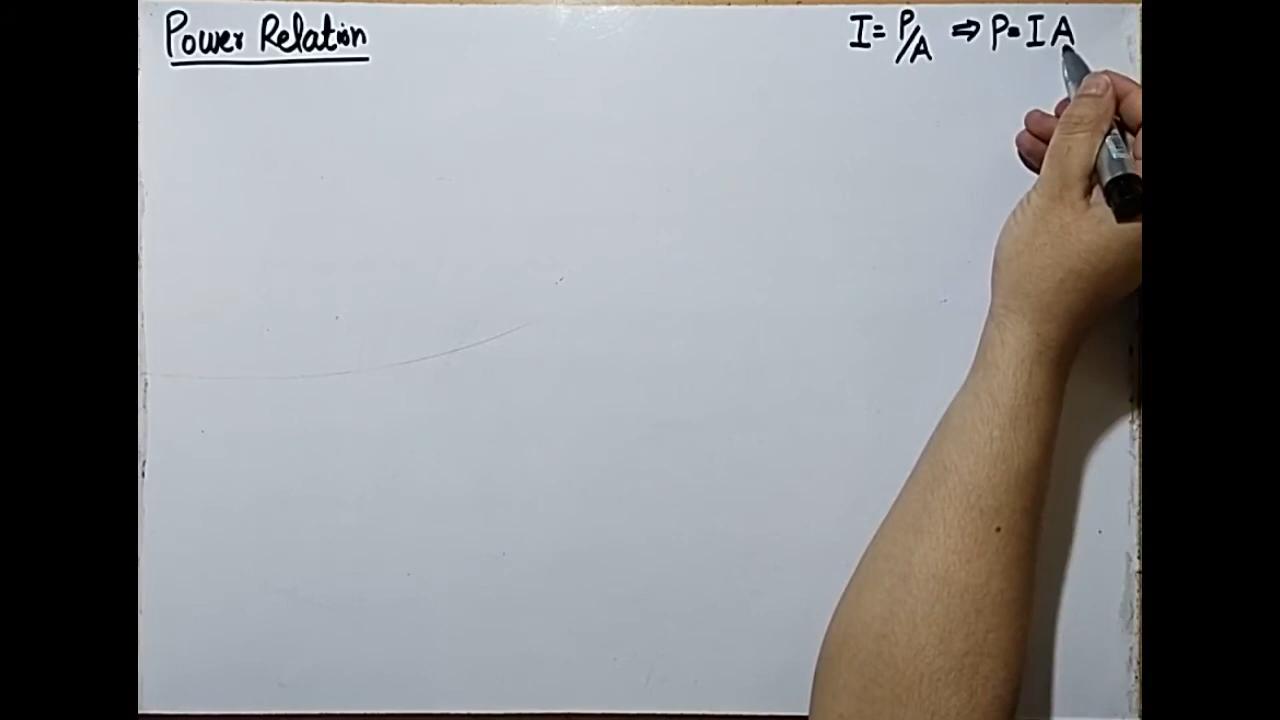 Power Relation
I = P/A ⇒ P = I A